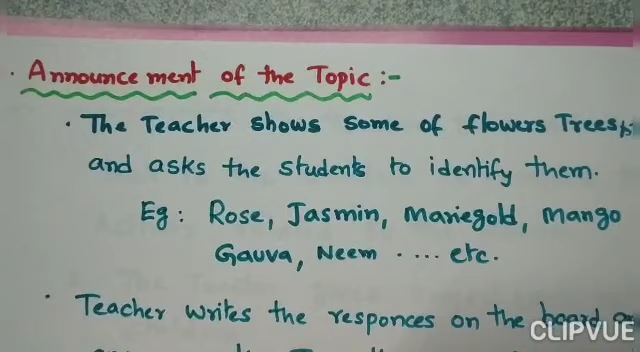 · Announcement of the Topic :-
· The Teacher shows some of flowers Trees
and asks the students to identify them.
Eg : Rose, Jasmin, Mariegold, Mango
Gauva, Neem ..... etc.
· Teacher writes the responces on the board
CLIPVUE